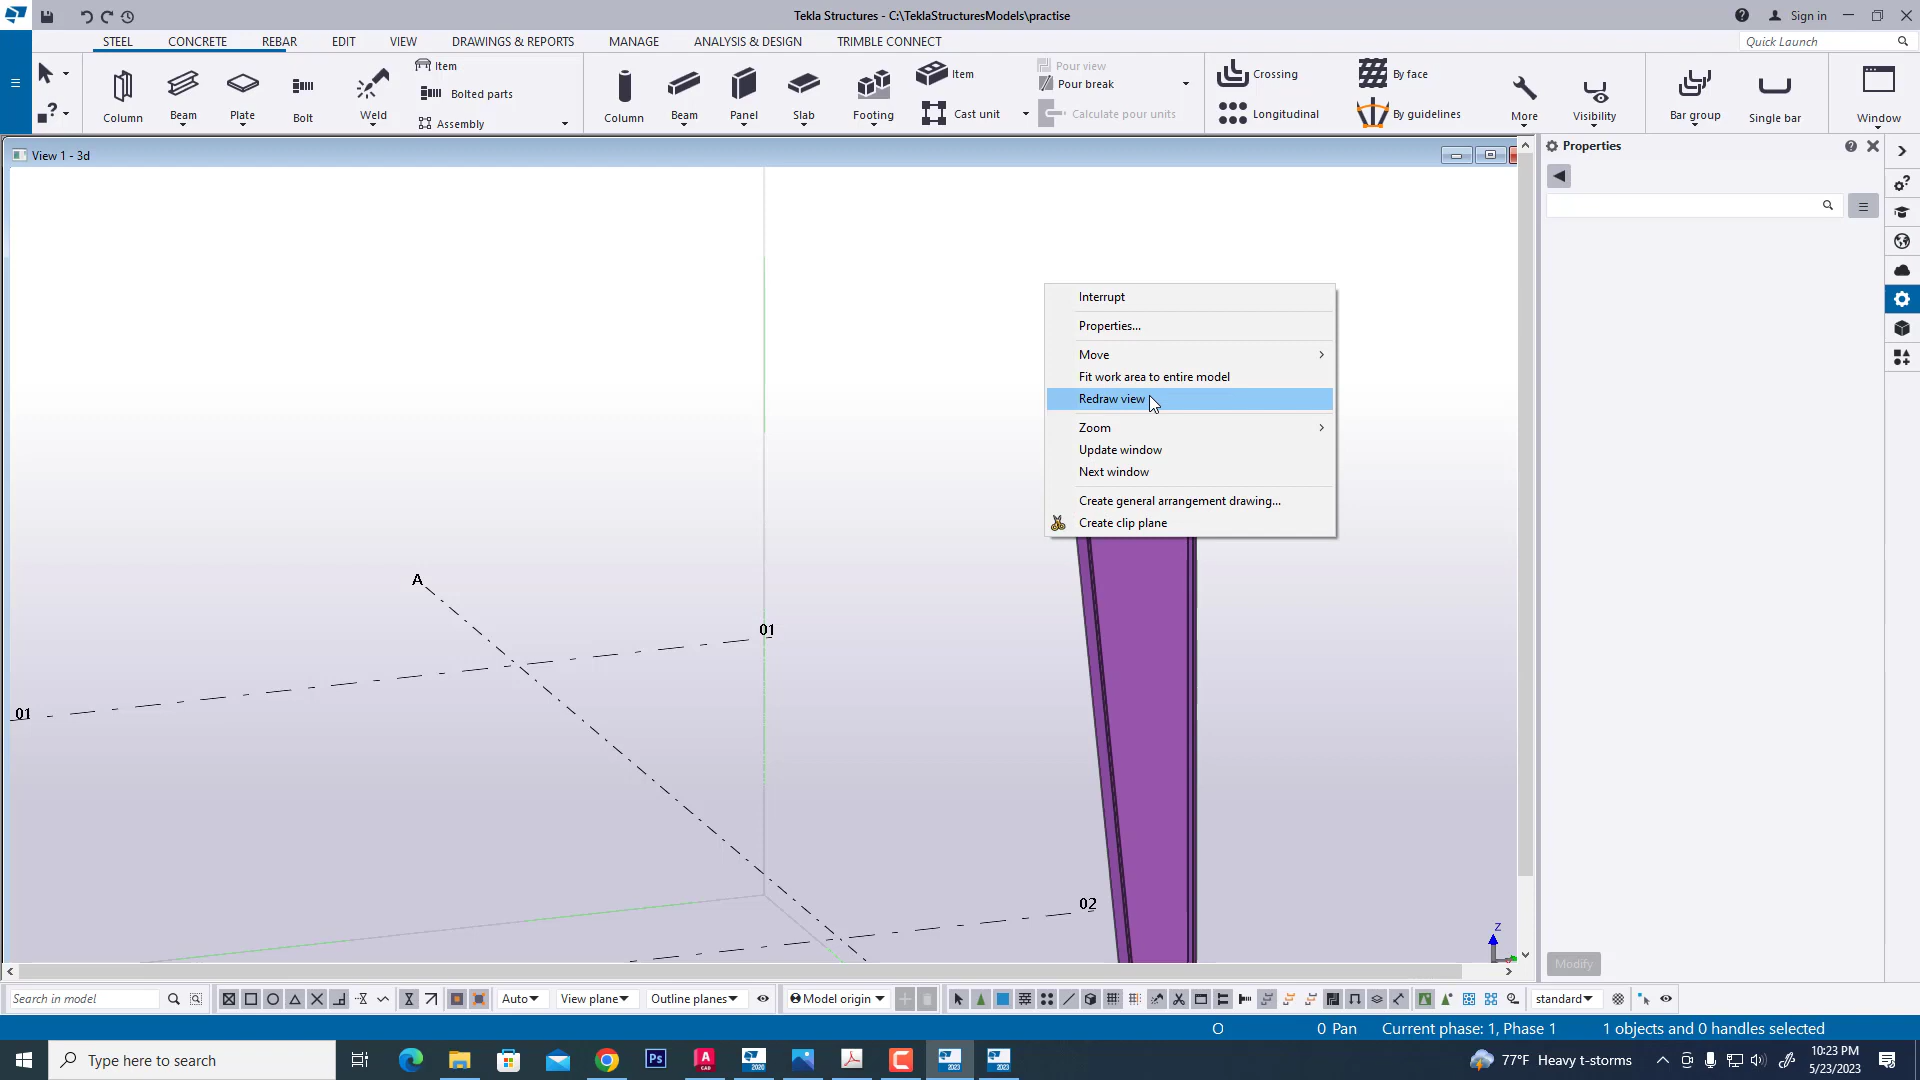 Tekla Structures - C:\TeklaStructuresModels\practise
Sign in
STEEL CONCRETE REBAR EDIT VIEW DRAWINGS & REPORTS MANAGE ANALYSIS & DESIGN TRIMBLE CONNECT
Quick Launch
Column Beam Plate Bolt Weld
Item
Bolted parts
Assembly
Column Beam Panel Slab Footing
Item
Cast unit
Pour view
Pour break
Calculate pour units
Crossing
Longitudinal
By face
By guidelines
More
Visibility
Bar group
Single bar
Window
View 1 - 3d
Properties
Interrupt
Properties...
Move
Fit work area to entire model
Redraw view
Zoom
Update window
Next window
Create general arrangement drawing...
Create clip plane
A
01
01
02
Z
Modify
Search in model
Auto
View plane
Outline planes
Model origin
standard
O
0 Pan
Current phase: 1, Phase 1
1 objects and 0 handles selected
Type here to search
77°F Heavy t-storms
10:23 PM
5/23/2023